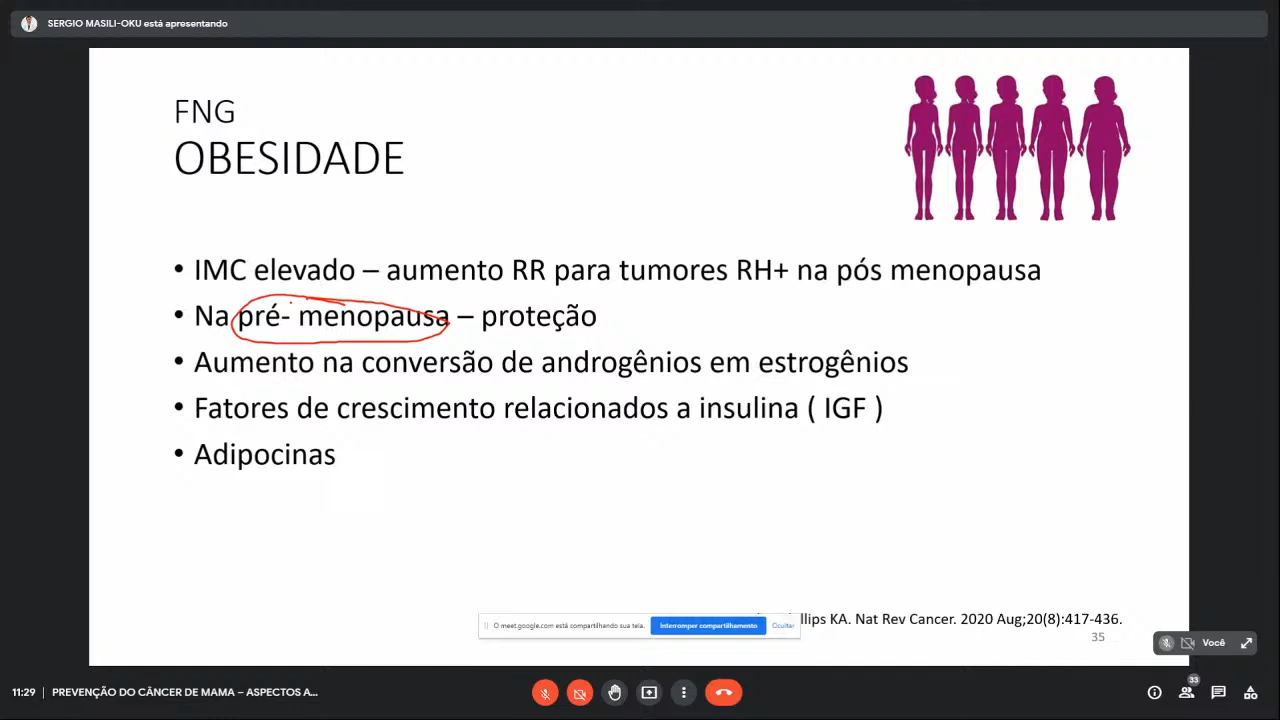 SERGIO MASILI-OKU está apresentando
FNG
OBESIDADE
• IMC elevado – aumento RR para tumores RH+ na pós menopausa
• Na pré- menopausa – proteção
• Aumento na conversão de androgênios em estrogênios
• Fatores de crescimento relacionados a insulina ( IGF )
• Adipocinas
llips KA. Nat Rev Cancer. 2020 Aug;20(8):417-436.
O meet.google.com está compartilhando sua tela. Interromper compartilhamento Ocultar
35
Você
11:29 PREVENÇÃO DO CÂNCER DE MAMA – ASPECTOS A...
33